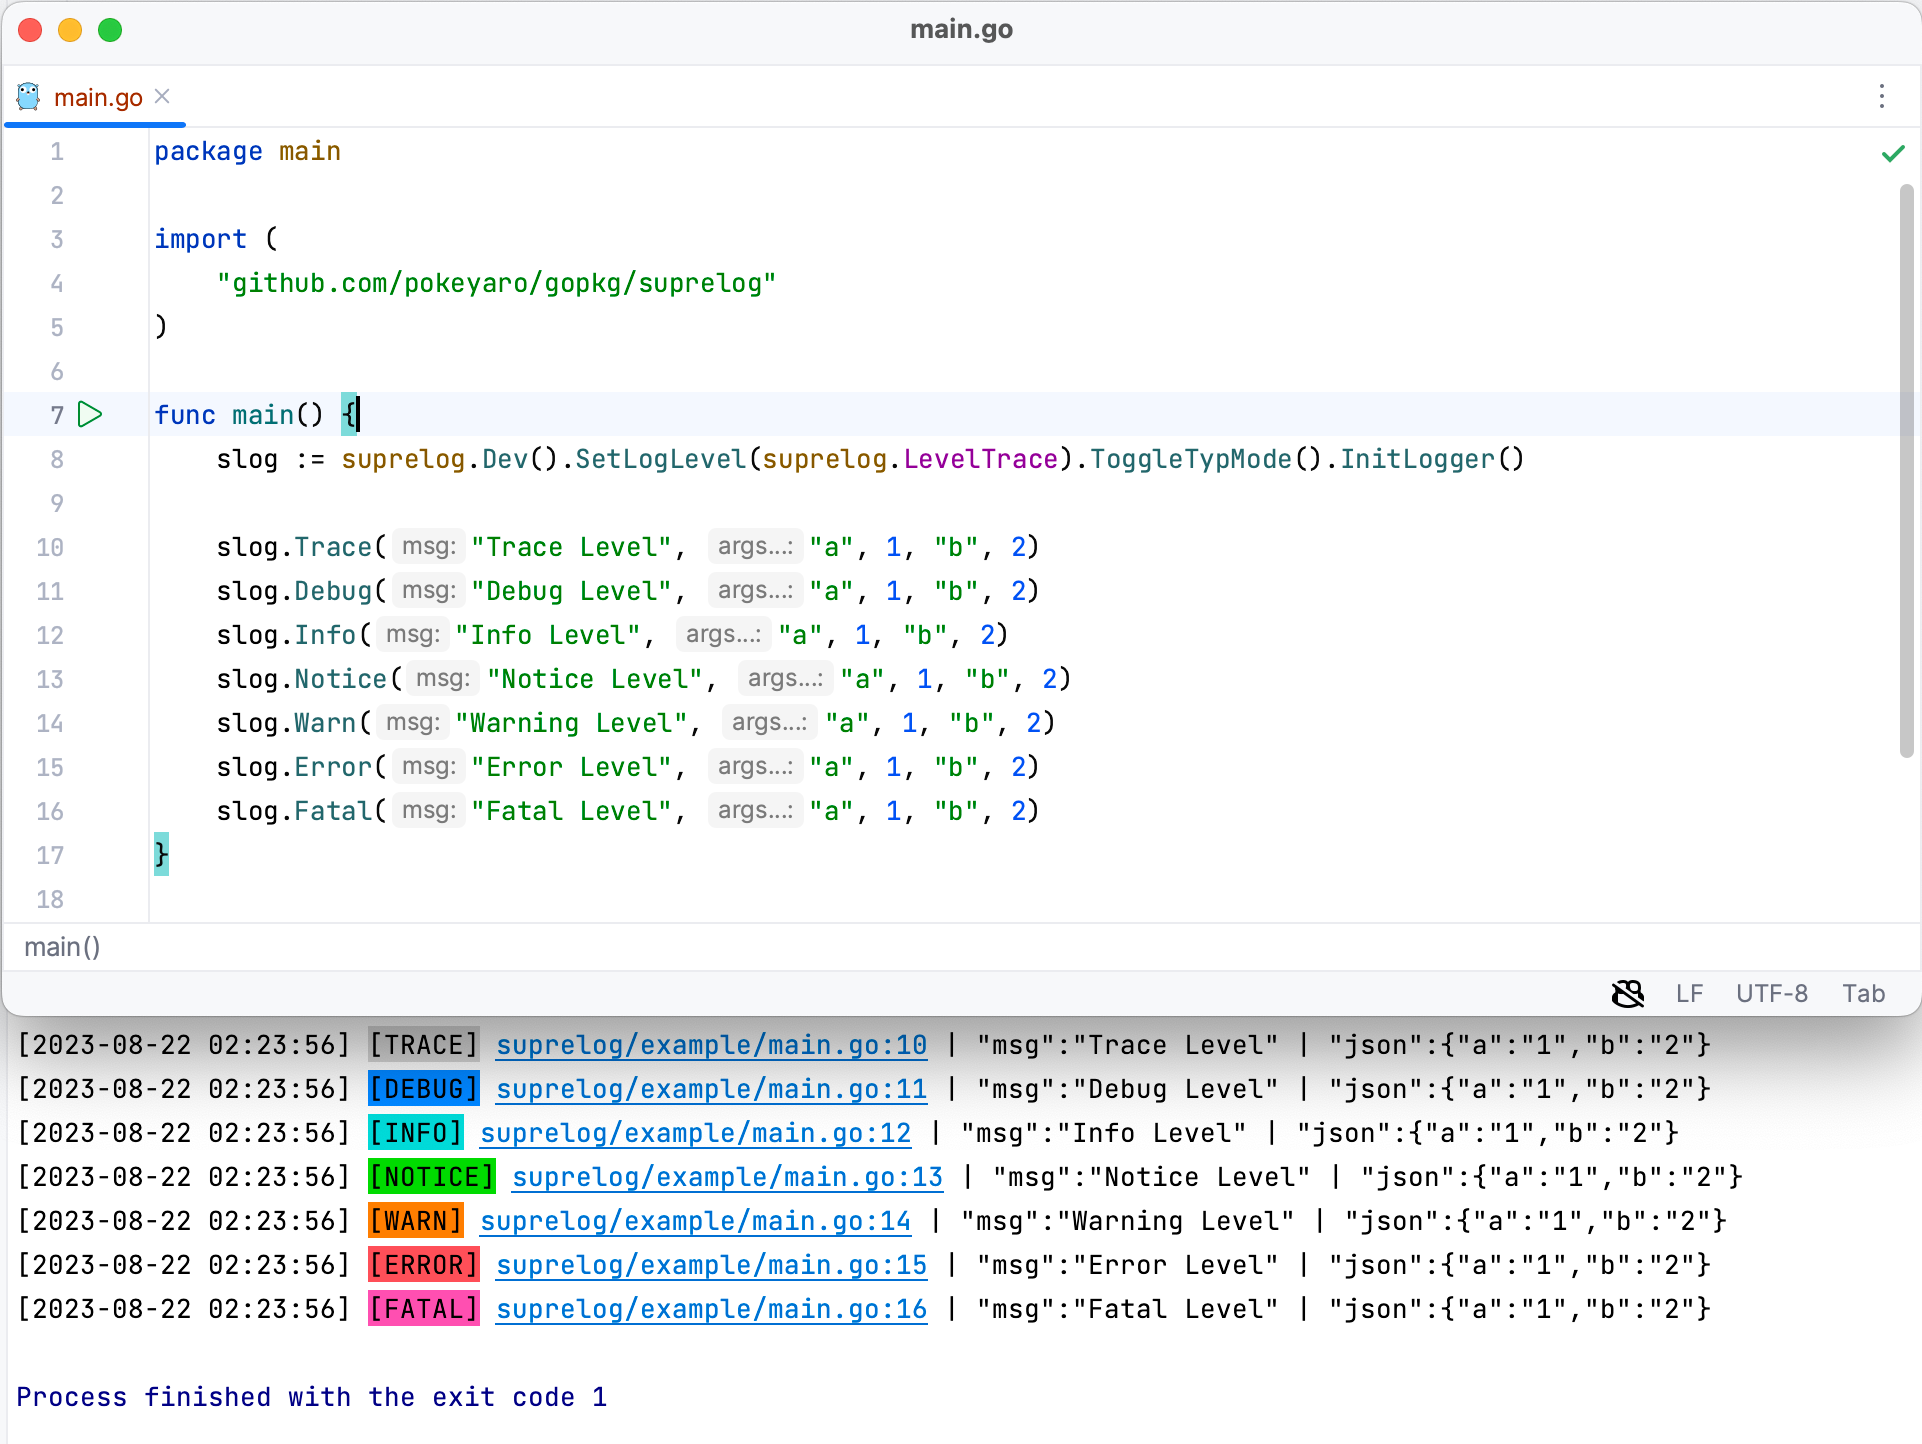 main.go
main.go
1 package main
2
3 import (
4 "github.com/pokeyaro/gopkg/suprelog"
5 )
6
7 func main() {
8 slog := suprelog.Dev().SetLogLevel(suprelog.LevelTrace).ToggleTypMode().InitLogger()
9
10 slog.Trace( msg: "Trace Level", args...: "a", 1, "b", 2)
11 slog.Debug( msg: "Debug Level", args...: "a", 1, "b", 2)
12 slog.Info( msg: "Info Level", args...: "a", 1, "b", 2)
13 slog.Notice( msg: "Notice Level", args...: "a", 1, "b", 2)
14 slog.Warn( msg: "Warning Level", args...: "a", 1, "b", 2)
15 slog.Error( msg: "Error Level", args...: "a", 1, "b", 2)
16 slog.Fatal( msg: "Fatal Level", args...: "a", 1, "b", 2)
17 }
18
main()
LF UTF-8 Tab
[2023-08-22 02:23:56] [TRACE] suprelog/example/main.go:10 | "msg":"Trace Level" | "json":{"a":"1","b":"2"}
[2023-08-22 02:23:56] [DEBUG] suprelog/example/main.go:11 | "msg":"Debug Level" | "json":{"a":"1","b":"2"}
[2023-08-22 02:23:56] [INFO] suprelog/example/main.go:12 | "msg":"Info Level" | "json":{"a":"1","b":"2"}
[2023-08-22 02:23:56] [NOTICE] suprelog/example/main.go:13 | "msg":"Notice Level" | "json":{"a":"1","b":"2"}
[2023-08-22 02:23:56] [WARN] suprelog/example/main.go:14 | "msg":"Warning Level" | "json":{"a":"1","b":"2"}
[2023-08-22 02:23:56] [ERROR] suprelog/example/main.go:15 | "msg":"Error Level" | "json":{"a":"1","b":"2"}
[2023-08-22 02:23:56] [FATAL] suprelog/example/main.go:16 | "msg":"Fatal Level" | "json":{"a":"1","b":"2"}
Process finished with the exit code 1